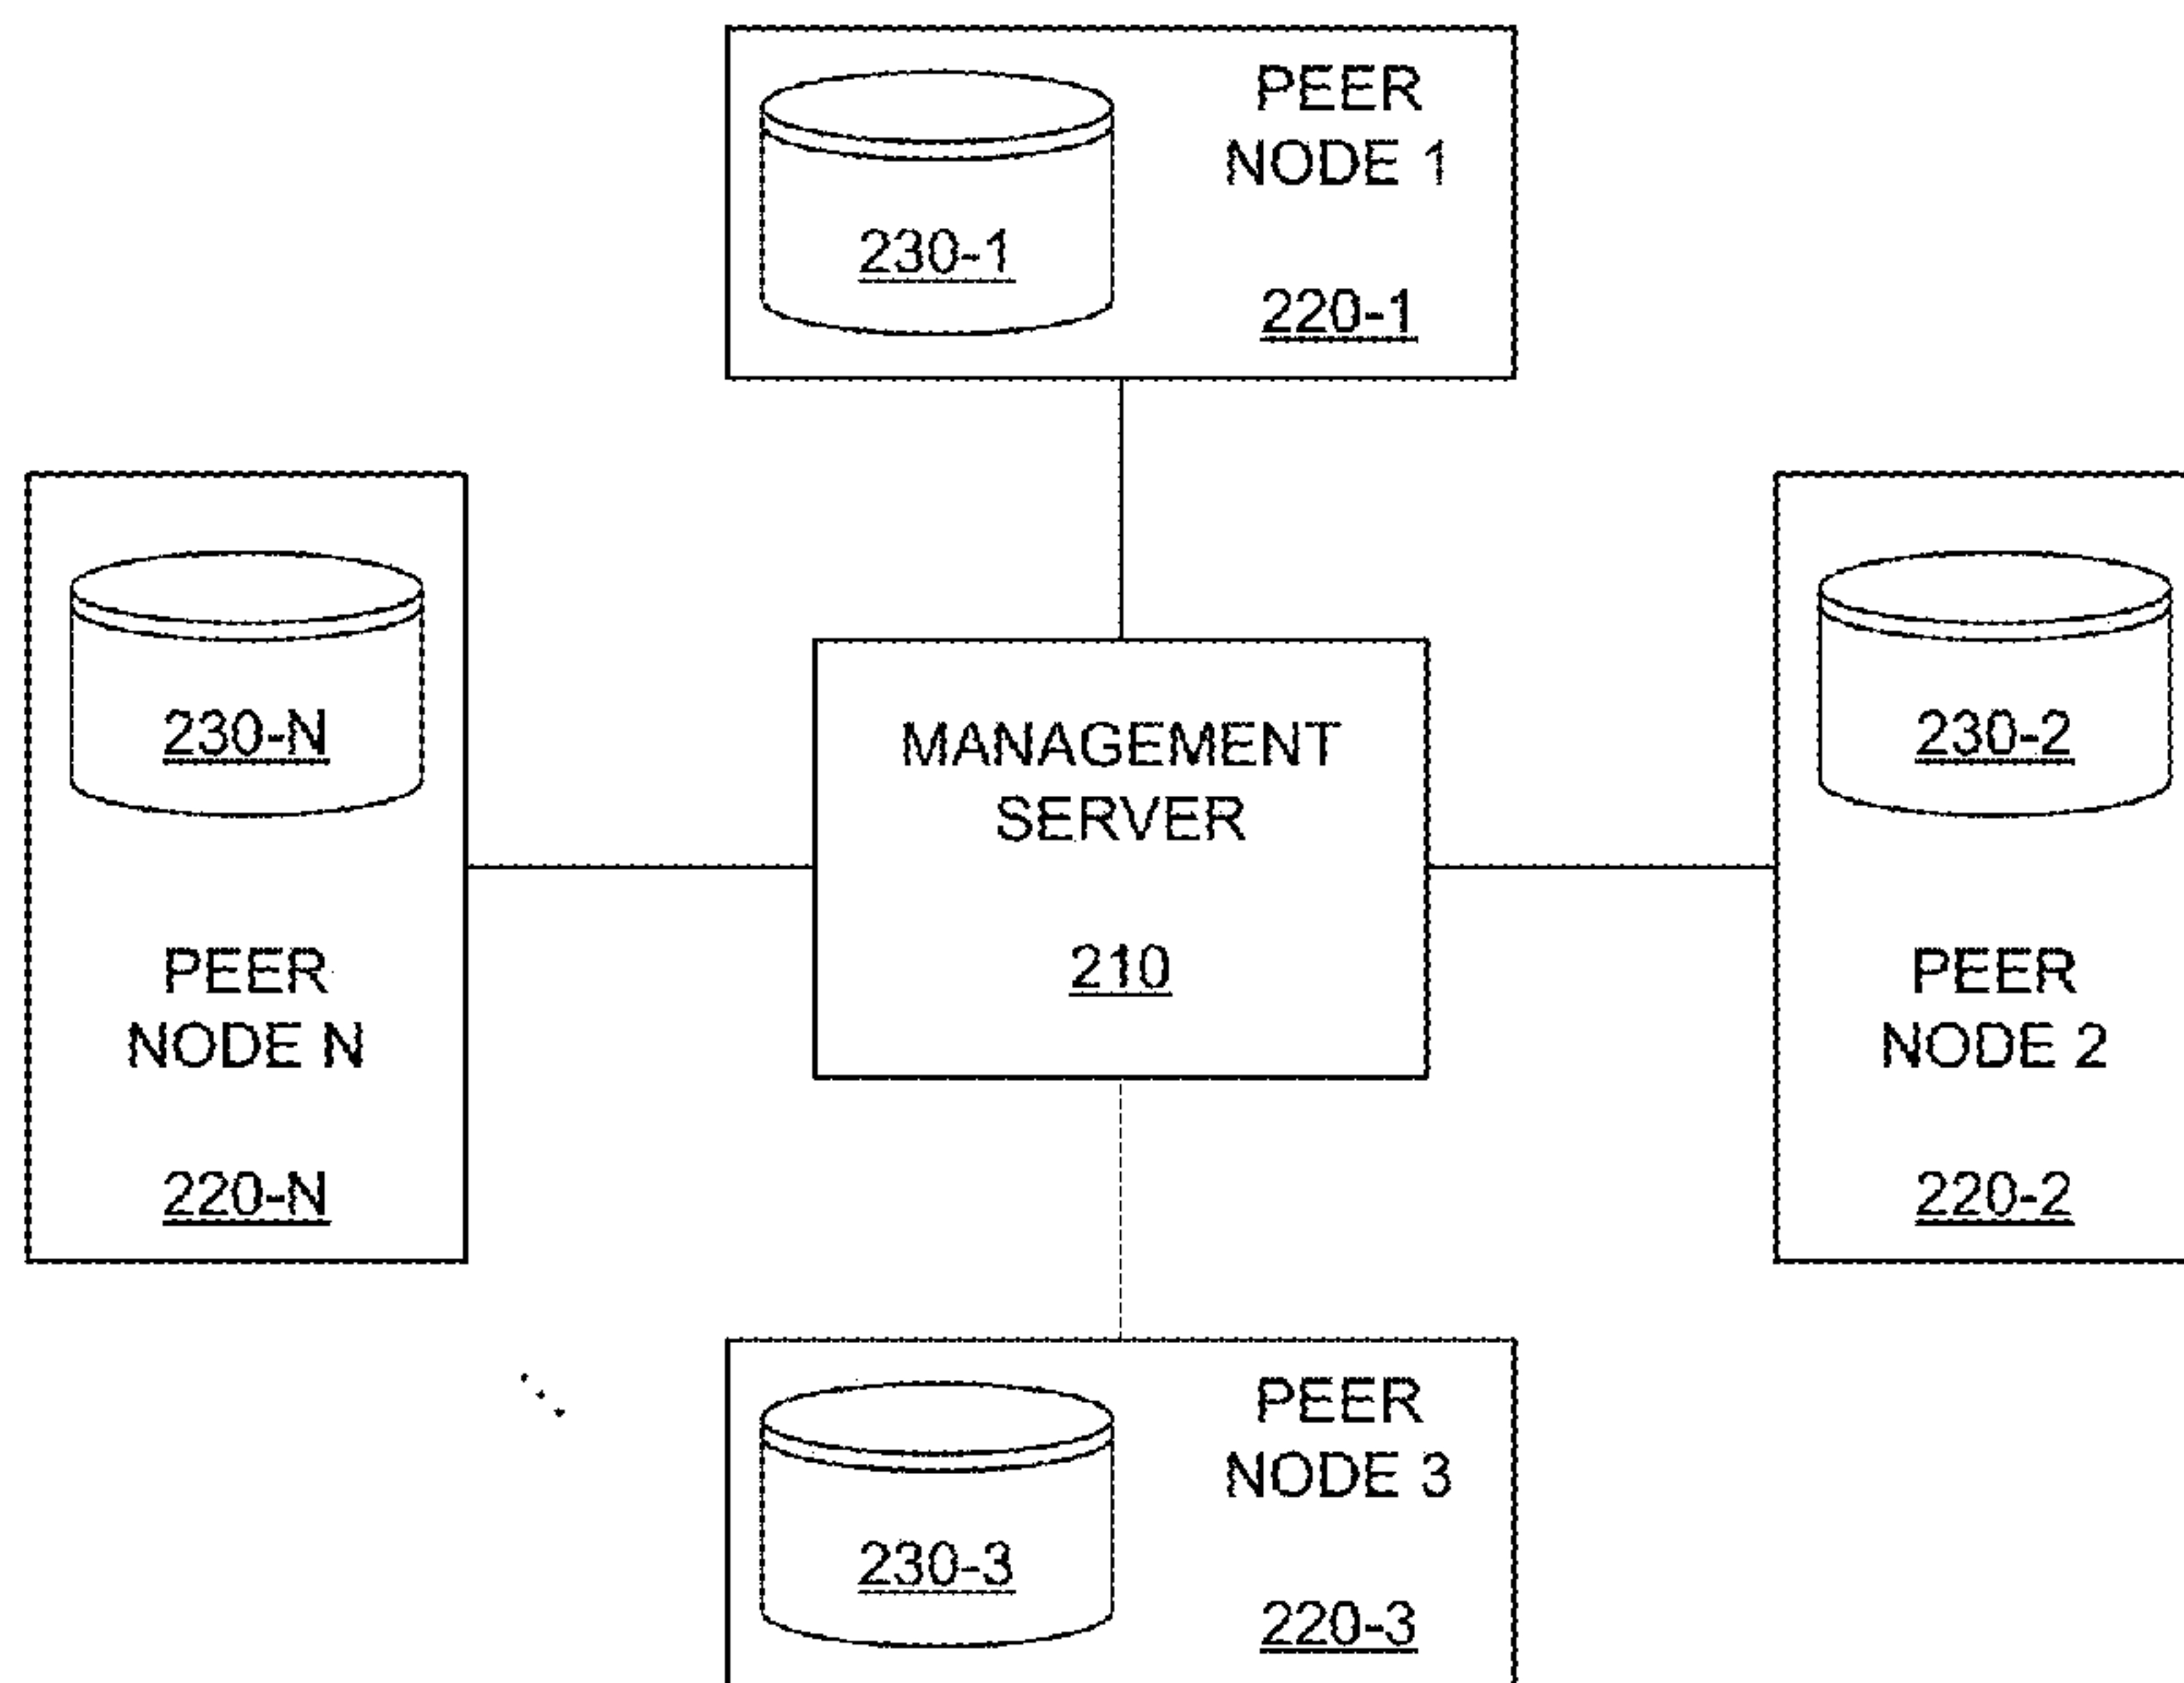 PEER
NODE 1
230-1
220-1
230-N
PEER
NODE N
220-N
MANAGEMENT
SERVER
210
230-2
PEER
NODE 2
220-2
PEER
NODE 3
230-3
220-3